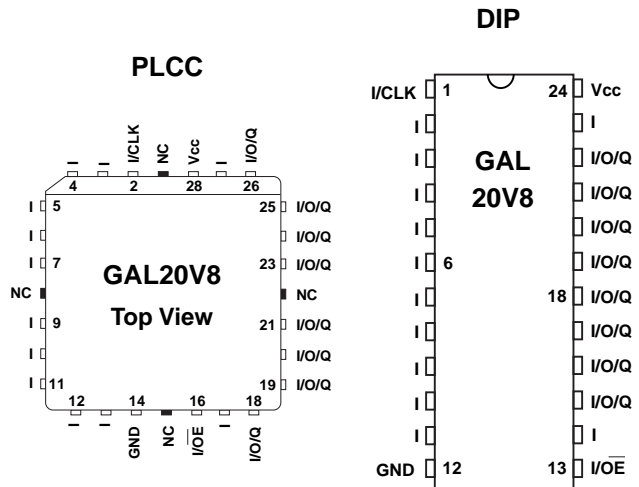 PLCC
I
I
I/CLK
NC
Vcc
I
I/O/Q
4
2
28
26
I 5 25 I/O/Q
I I/O/Q
I 7 23 I/O/Q
GAL20V8
NC NC
Top View
I 9 21 I/O/Q
I I/O/Q
I 11 19 I/O/Q
12
14
16
18
I
I
GND
NC
I/OE
I
I/O/Q
DIP
I/CLK 1 24 Vcc
I I
GAL
I I/O/Q
20V8
I I/O/Q
I I/O/Q
I 6 I/O/Q
I 18 I/O/Q
I I/O/Q
I I/O/Q
I I/O/Q
I I
GND 12 13 I/OE